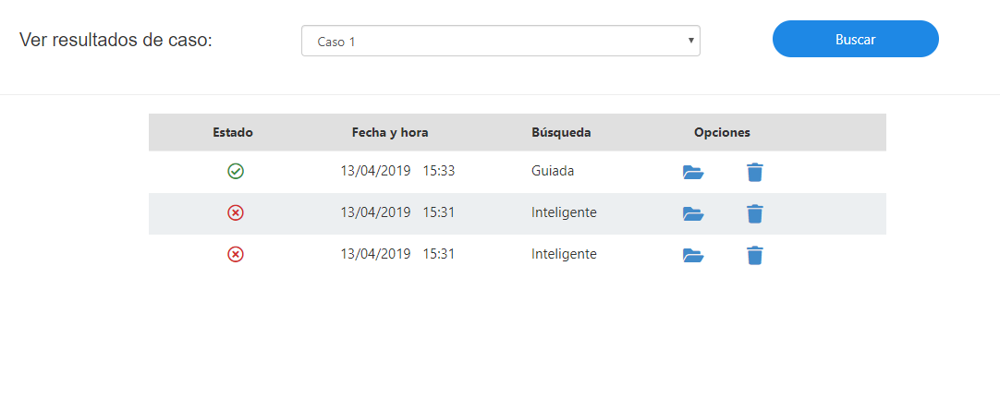 Ver resultados de caso: Caso 1 Buscar
Estado Fecha y hora Búsqueda Opciones
13/04/2019 15:33 Guiada
13/04/2019 15:31 Inteligente
13/04/2019 15:31 Inteligente